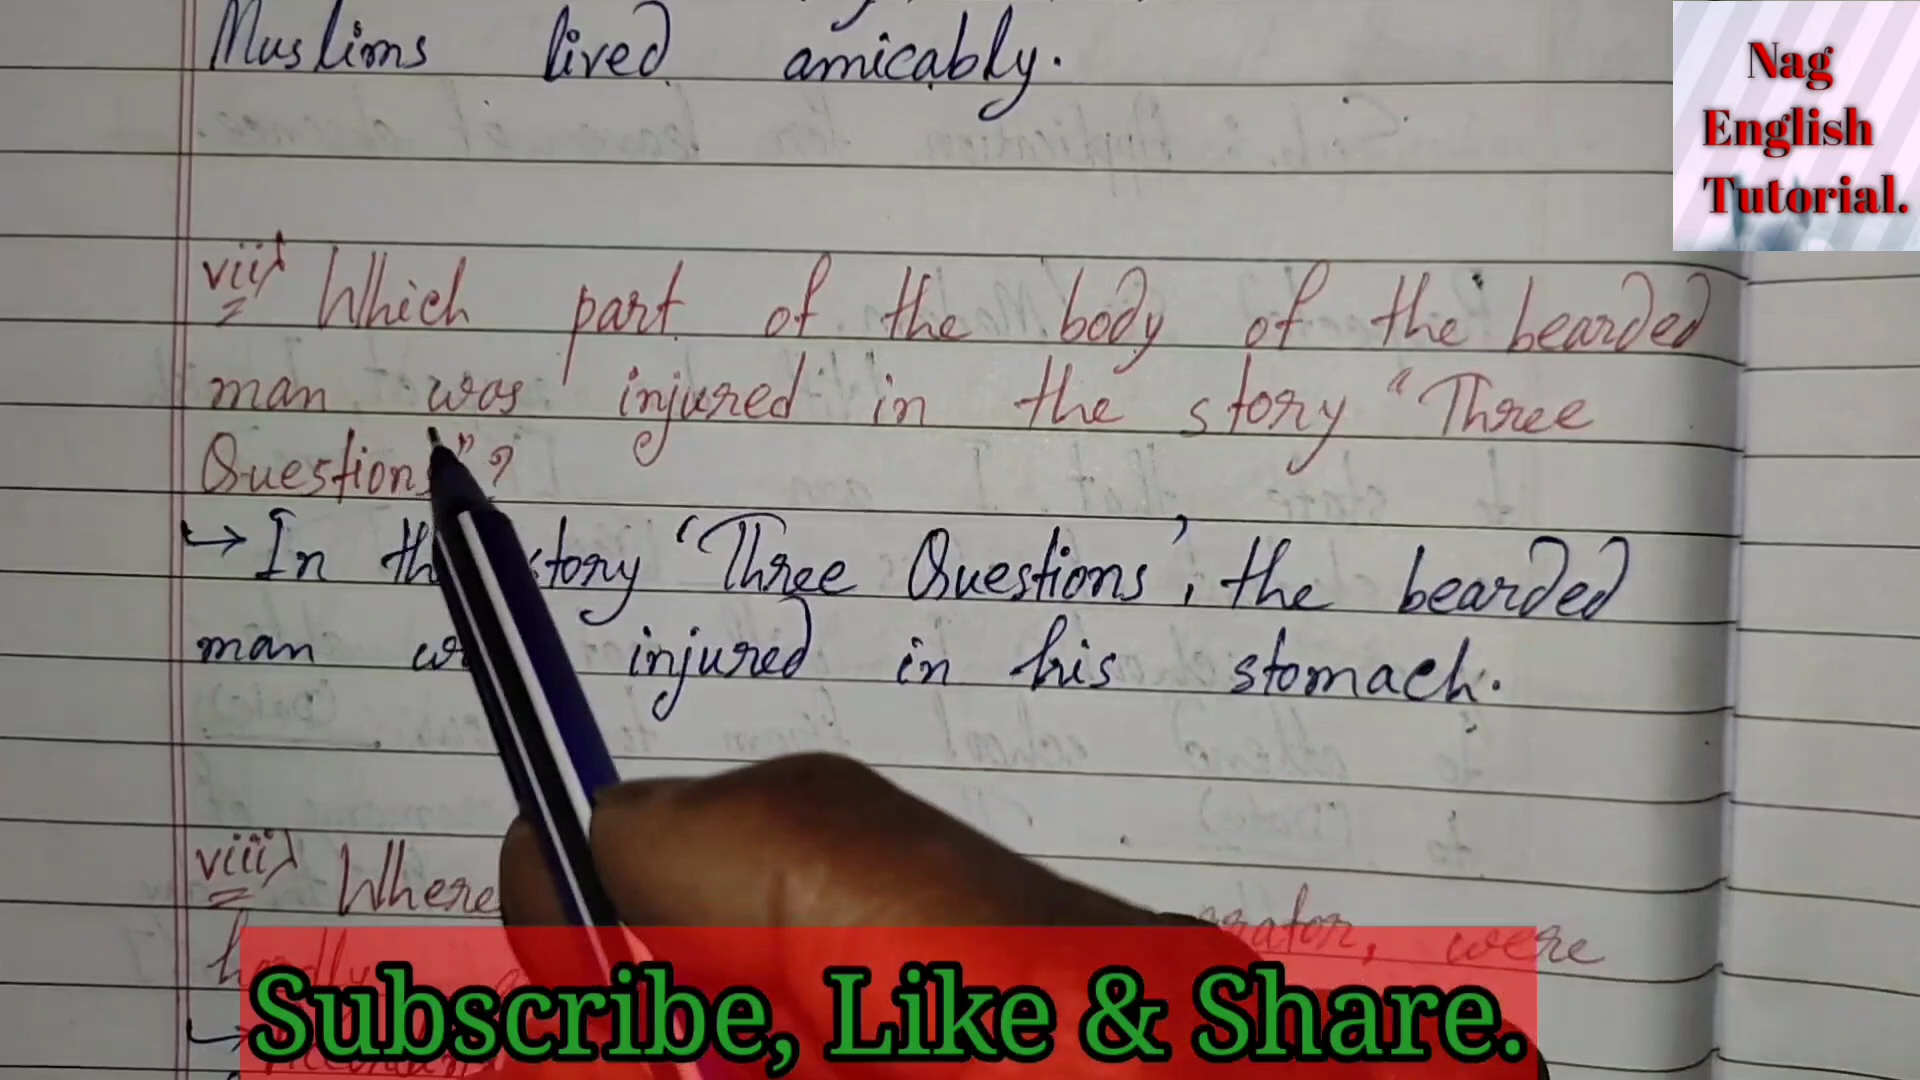 Muslims lived amicably.
Nag
English
Tutorial.
vii) Which part of the body of the bearded
man was injured in the story "Three
Questions"?
→ In the story 'Three Questions', the bearded
man injured in his stomach.
viii) Where were
Subscribe, Like & Share.